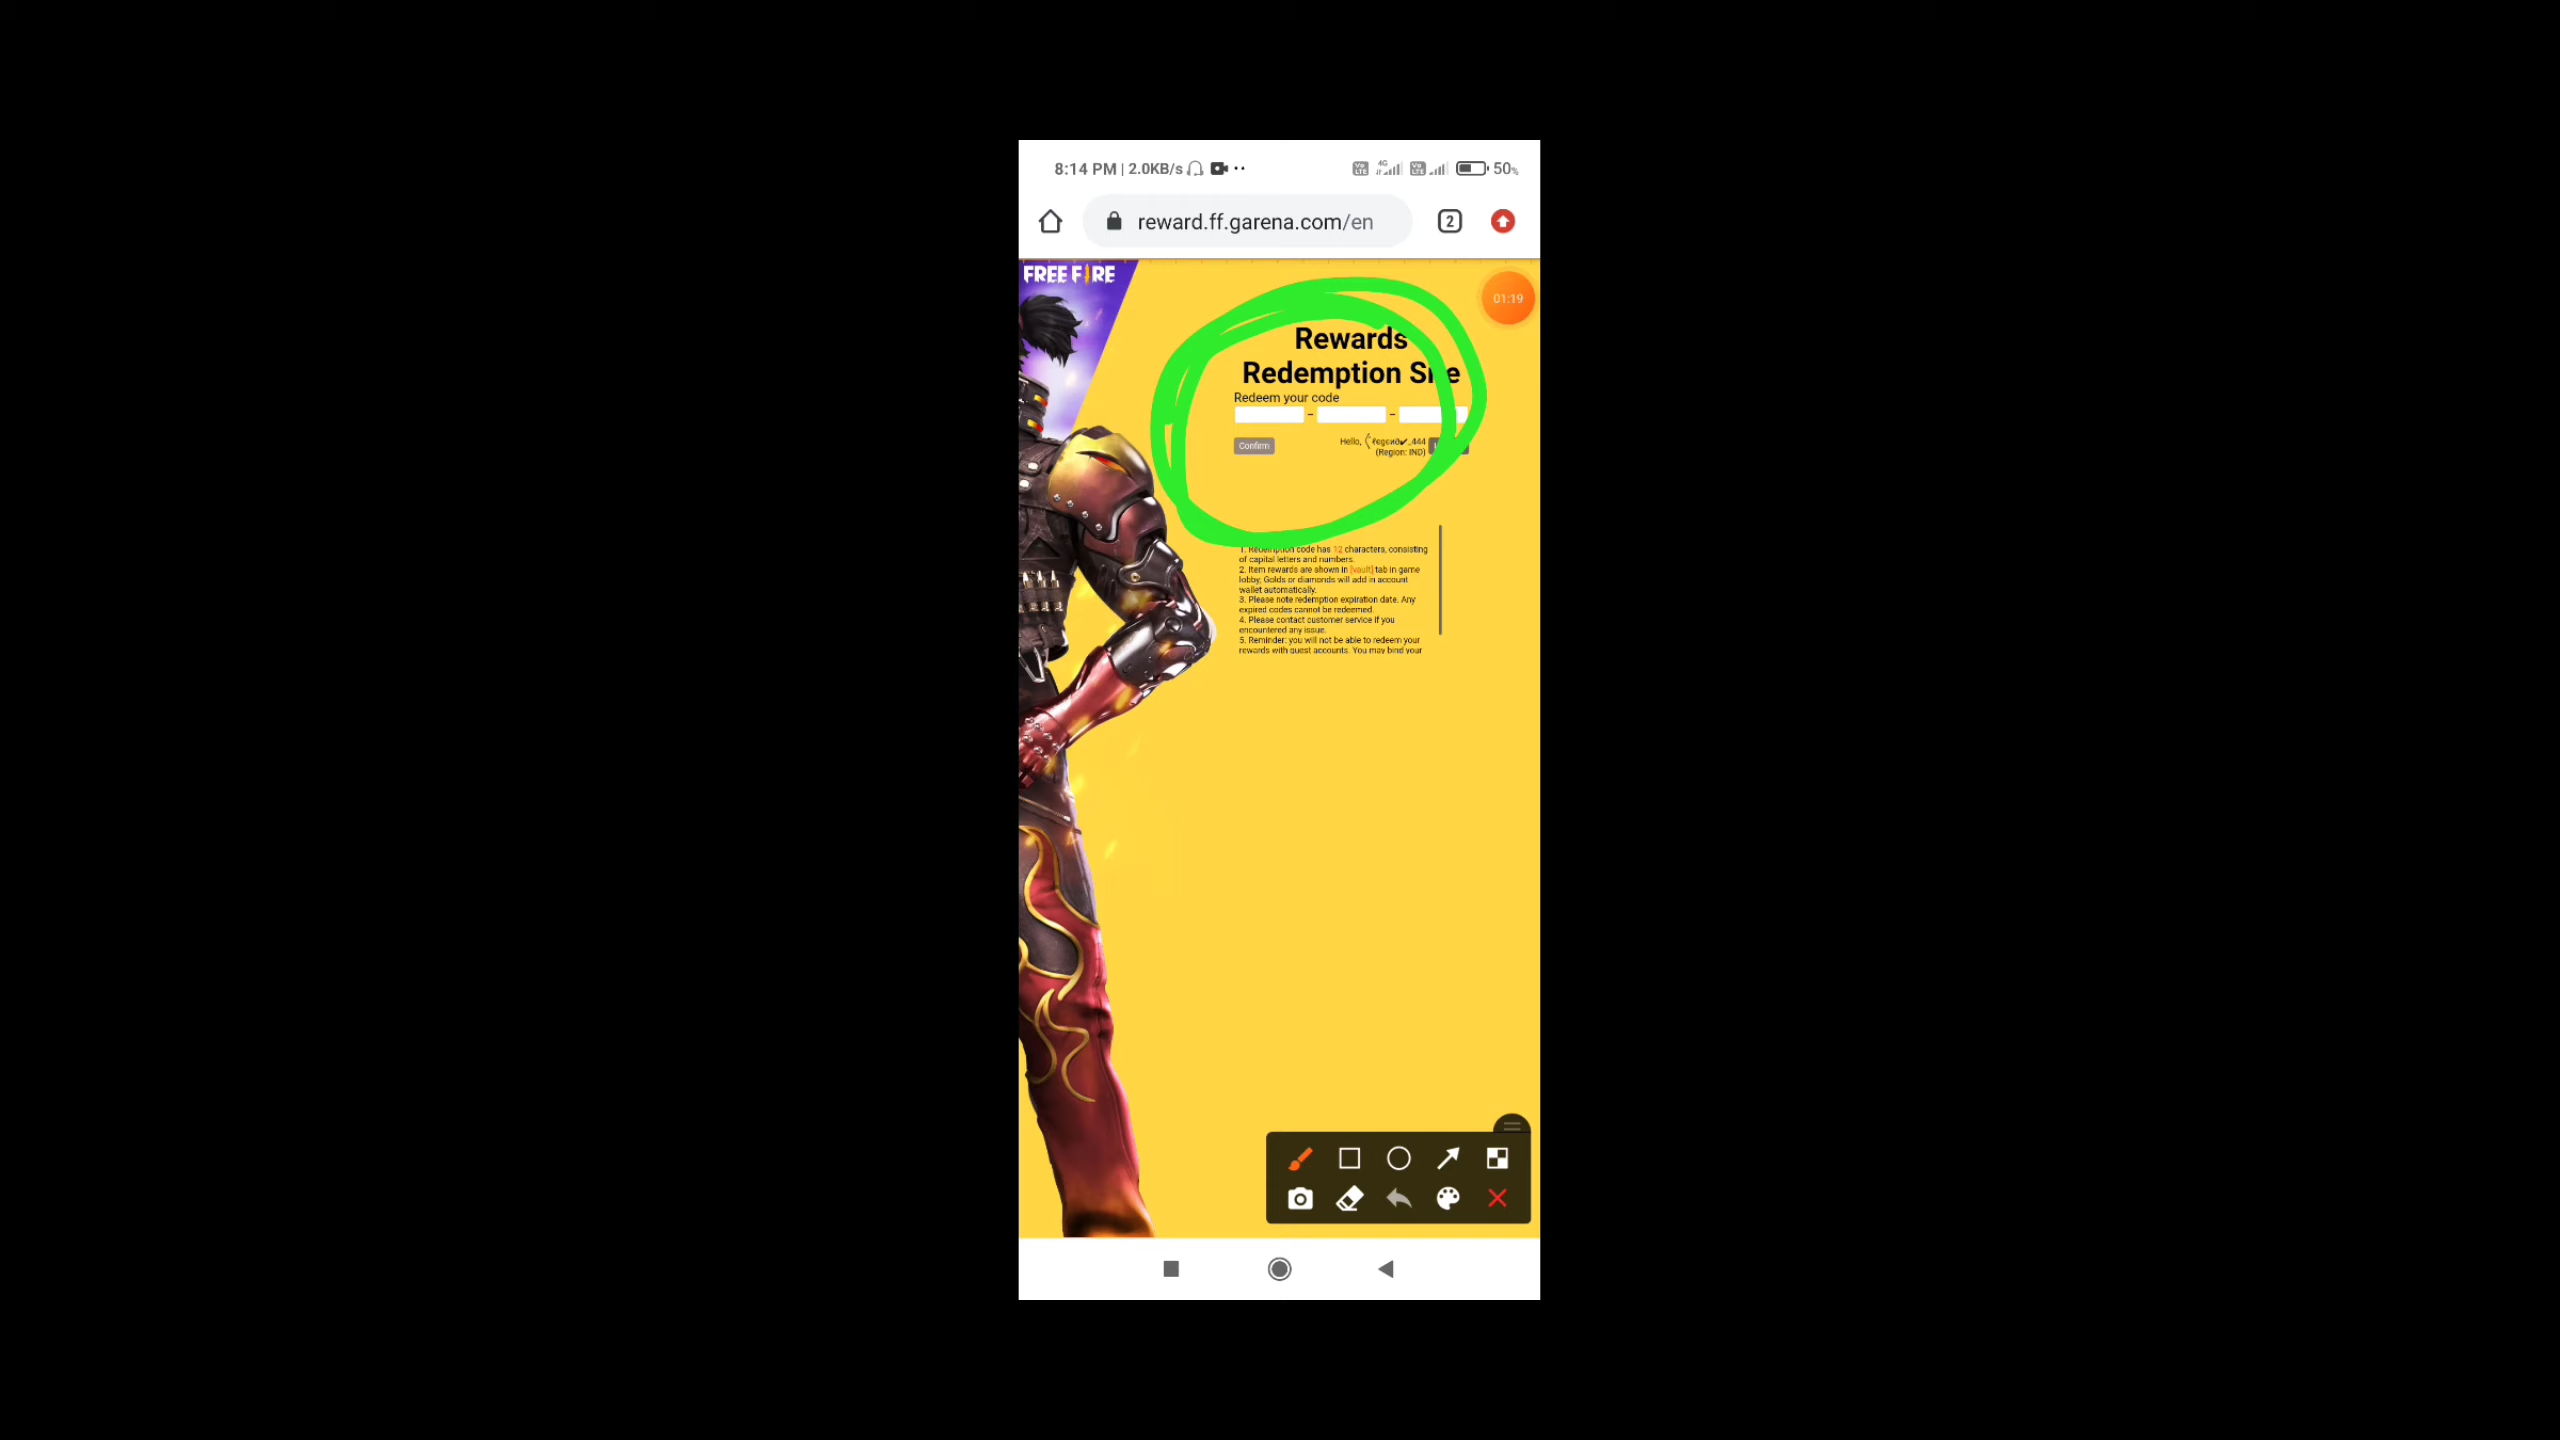 8:14 PM | 2.0KB/s
4G
50%
reward.ff.garena.com/en
2
FREE FIRE
01:19
Rewards
Redemption Site
Redeem your code
- -
Confirm
Hello, _444
(Region: IND)
1. Redemption code has 12 characters, consisting
of capital letters and numbers.
2. Item rewards are shown in [vault] tab in game
lobby; Golds or diamonds will add in account
wallet automatically.
3. Please note redemption expiration date. Any
expired codes cannot be redeemed.
4. Please contact customer service if you
encountered any issue.
5. Reminder: you will not be able to redeem your
rewards with guest accounts. You may bind your